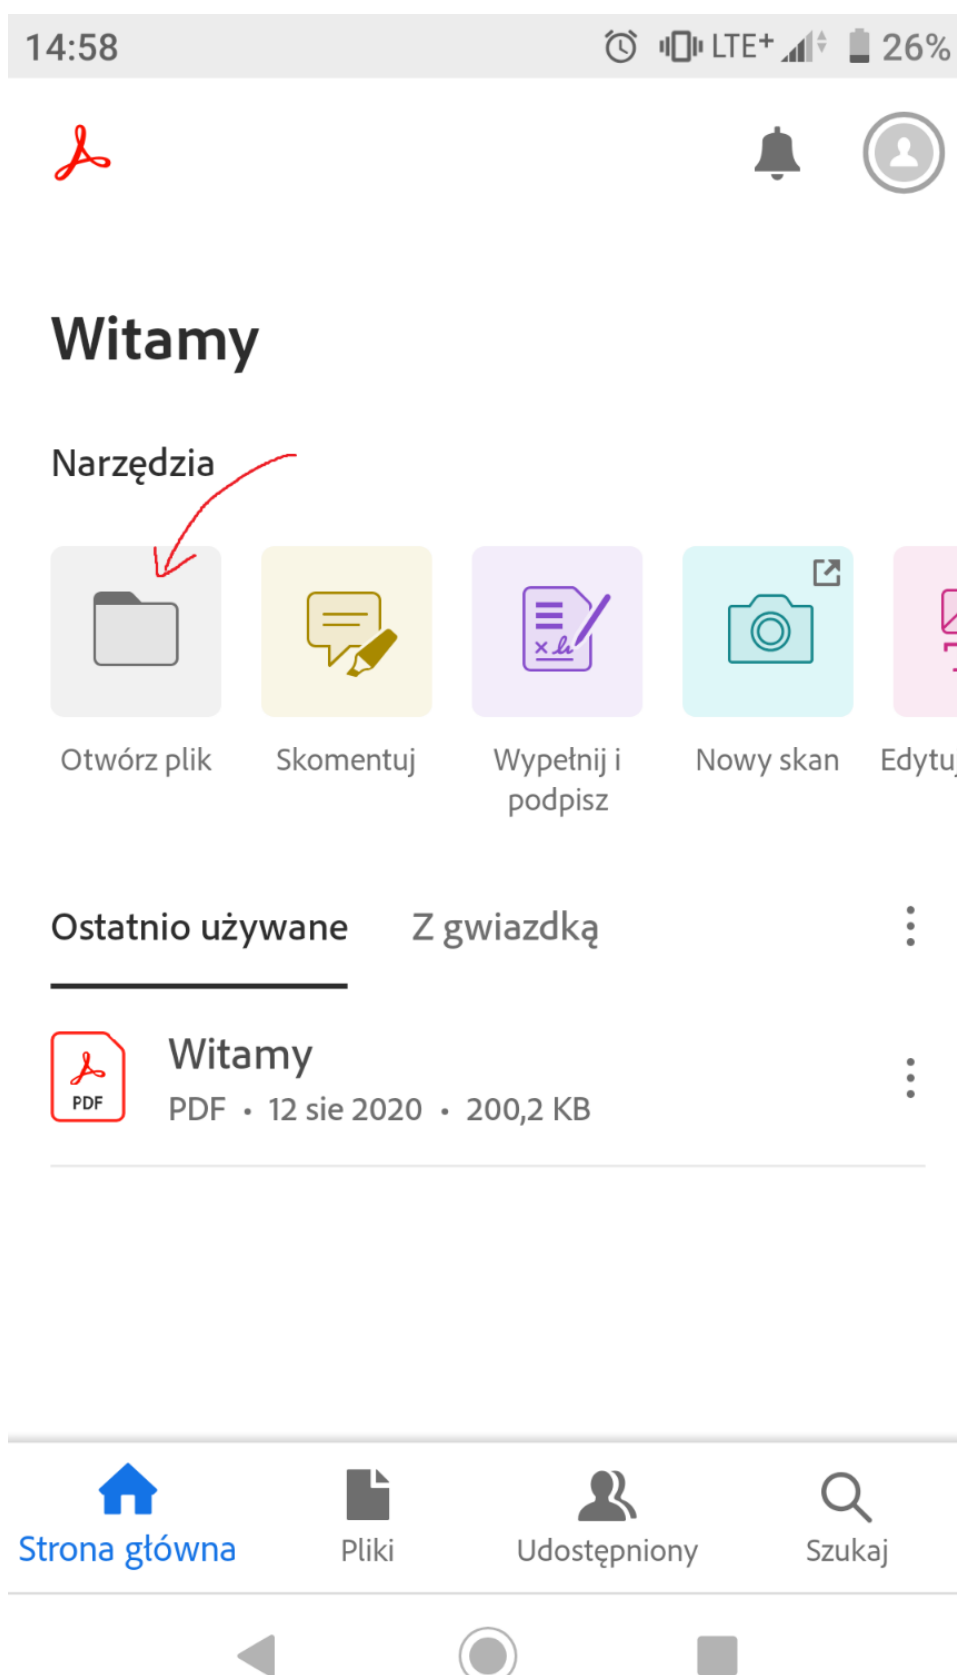 14:58 LTE+ 26%
Witamy
Narzędzia
Otwórz plik Skomentuj Wypełnij i podpisz Nowy skan Edytuj
Ostatnio używane Z gwiazdką
PDF Witamy
PDF • 12 sie 2020 • 200,2 KB
Strona główna Pliki Udostępniony Szukaj